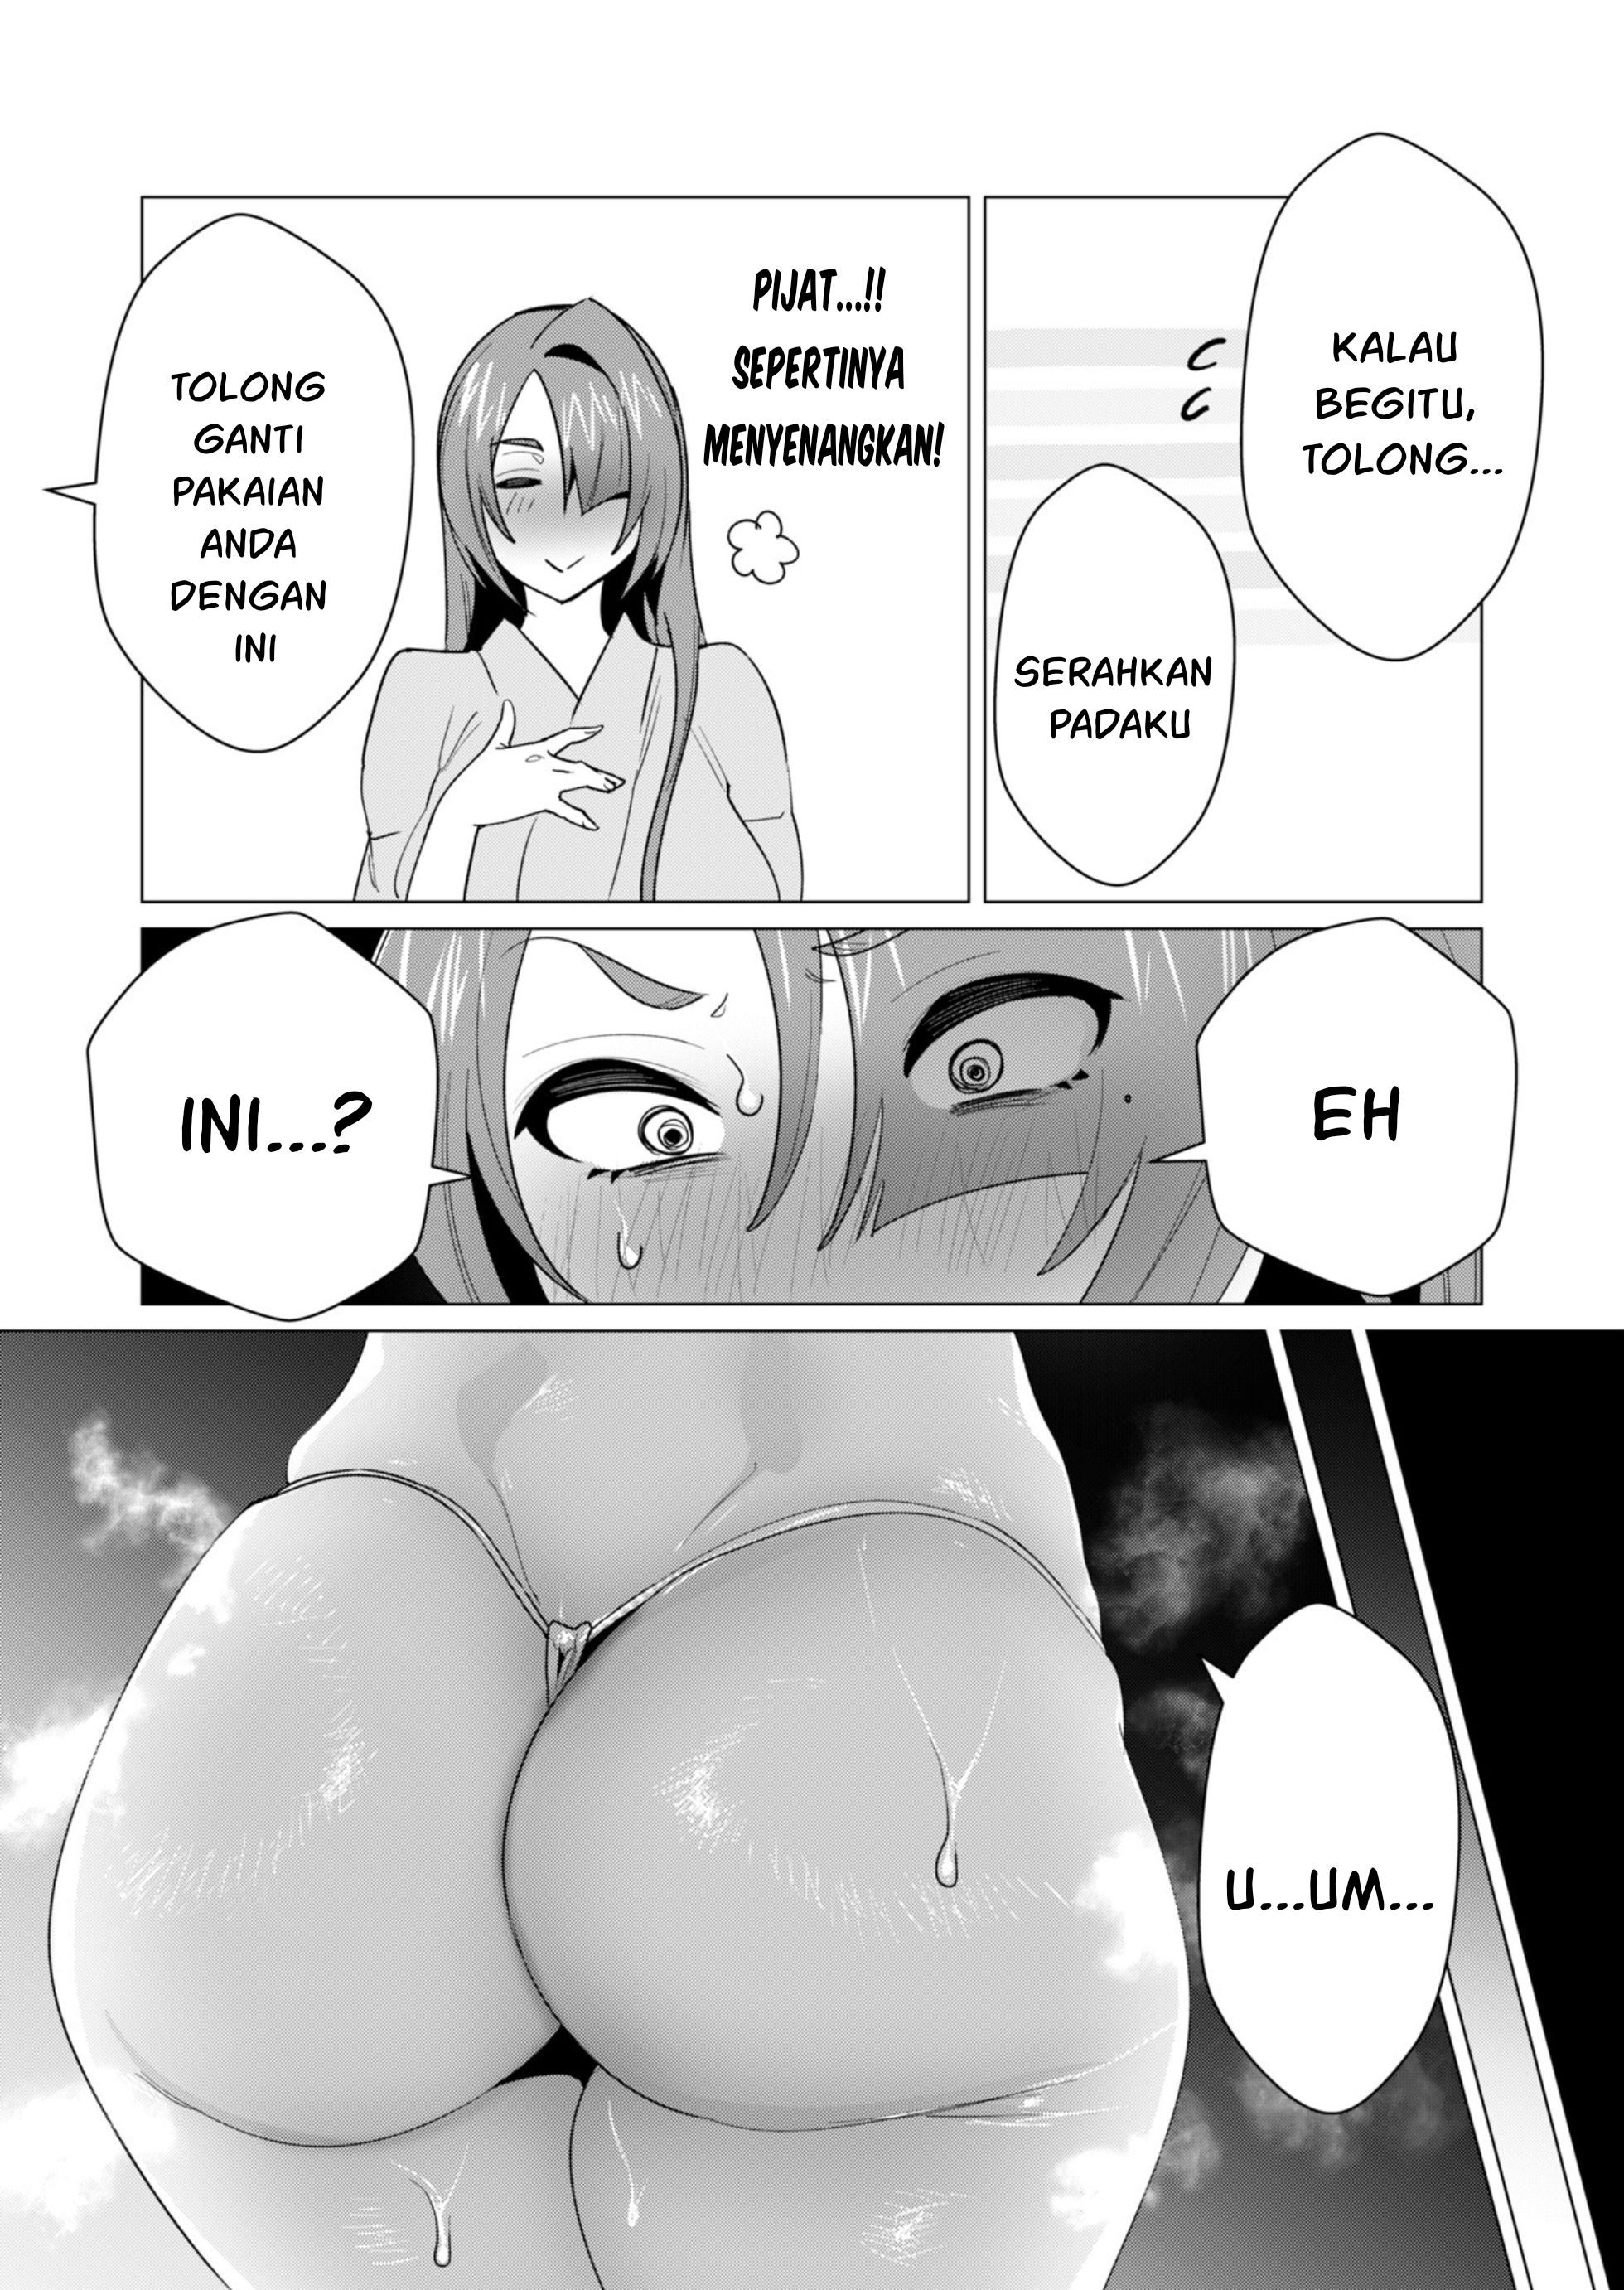 KALAU
BEGITU,
TOLONG...
SERAHKAN
PADAKU
PIJAT...!!
SEPERTINYA
MENYENANGKAN!
TOLONG
GANTI
PAKAIAN
ANDA
DENGAN
INI
EH
INI...?
U...UM...